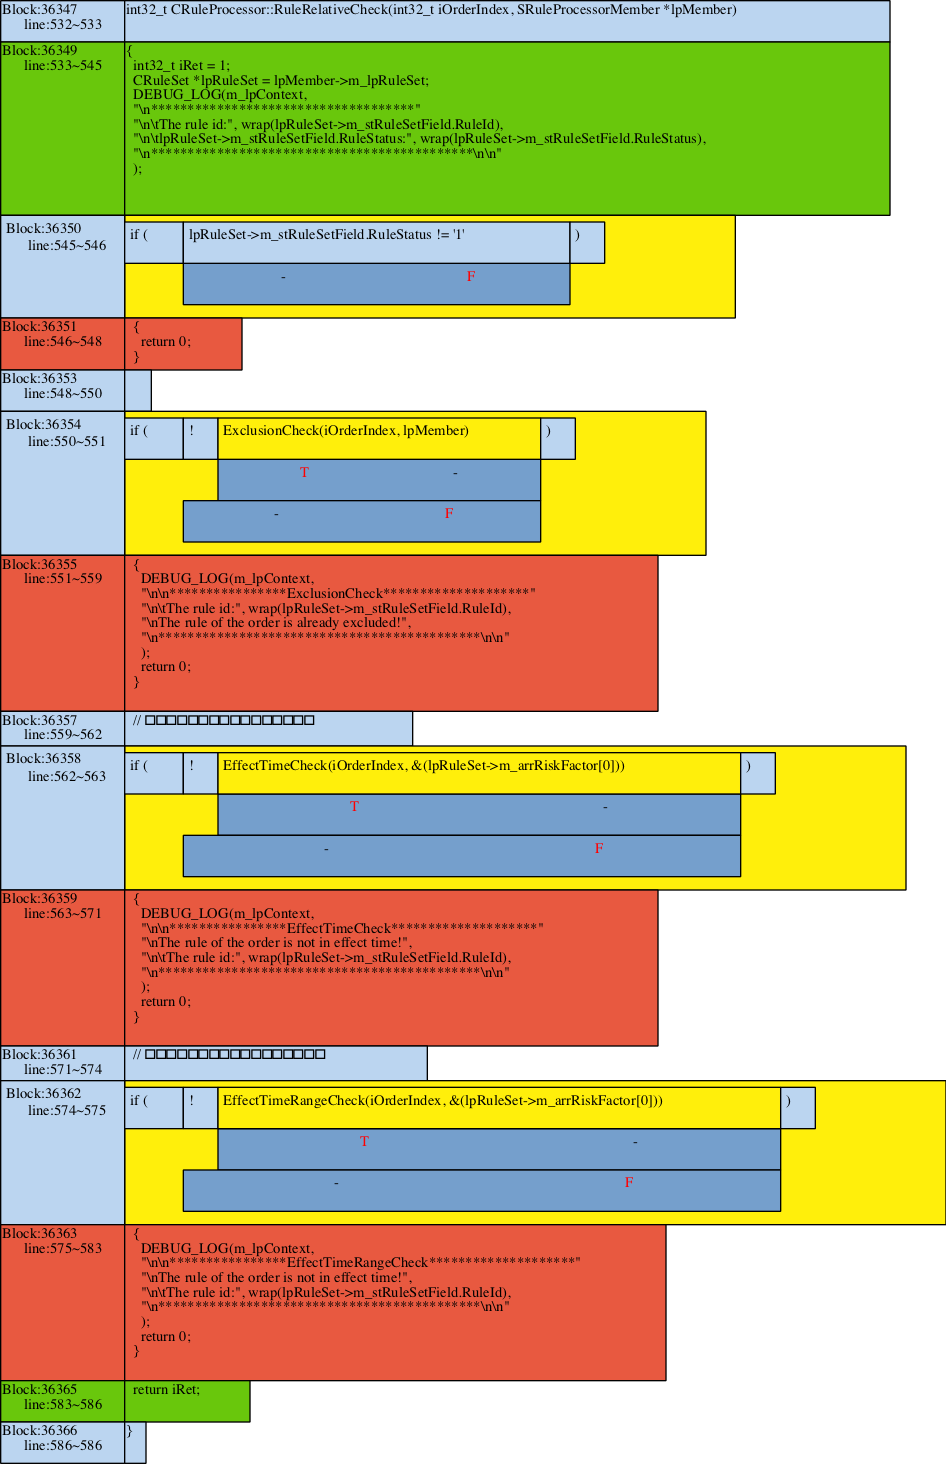 Block:36347
line:532~533
int32_t CRuleProcessor::RuleRelativeCheck(int32_t iOrderIndex, SRuleProcessorMember *lpMember)
Block:36349
line:533~545
{
int32_t iRet = 1;
CRuleSet *lpRuleSet = lpMember->m_lpRuleSet;
DEBUG_LOG(m_lpContext,
"\n************************************"
"\n\tThe rule id:", wrap(lpRuleSet->m_stRuleSetField.RuleId),
"\n\tlpRuleSet->m_stRuleSetField.RuleStatus:", wrap(lpRuleSet->m_stRuleSetField.RuleStatus),
"\n********************************************\n\n"
);
Block:36350
line:545~546
if (
lpRuleSet->m_stRuleSetField.RuleStatus != '1'
)
- F
Block:36351
line:546~548
{
return 0;
}
Block:36353
line:548~550
Block:36354
line:550~551
if (
!
ExclusionCheck(iOrderIndex, lpMember)
)
T -
- F
Block:36355
line:551~559
{
DEBUG_LOG(m_lpContext,
"\n\n****************ExclusionCheck********************"
"\n\tThe rule id:", wrap(lpRuleSet->m_stRuleSetField.RuleId),
"\nThe rule of the order is already excluded!",
"\n********************************************\n\n"
);
return 0;
}
Block:36357
line:559~562
//
Block:36358
line:562~563
if (
!
EffectTimeCheck(iOrderIndex, &(lpRuleSet->m_arrRiskFactor[0]))
)
T -
- F
Block:36359
line:563~571
{
DEBUG_LOG(m_lpContext,
"\n\n****************EffectTimeCheck********************"
"\nThe rule of the order is not in effect time!",
"\n\tThe rule id:", wrap(lpRuleSet->m_stRuleSetField.RuleId),
"\n********************************************\n\n"
);
return 0;
}
Block:36361
line:571~574
//
Block:36362
line:574~575
if (
!
EffectTimeRangeCheck(iOrderIndex, &(lpRuleSet->m_arrRiskFactor[0]))
)
T -
- F
Block:36363
line:575~583
{
DEBUG_LOG(m_lpContext,
"\n\n****************EffectTimeRangeCheck********************"
"\nThe rule of the order is not in effect time!",
"\n\tThe rule id:", wrap(lpRuleSet->m_stRuleSetField.RuleId),
"\n********************************************\n\n"
);
return 0;
}
Block:36365
line:583~586
return iRet;
Block:36366
line:586~586
}